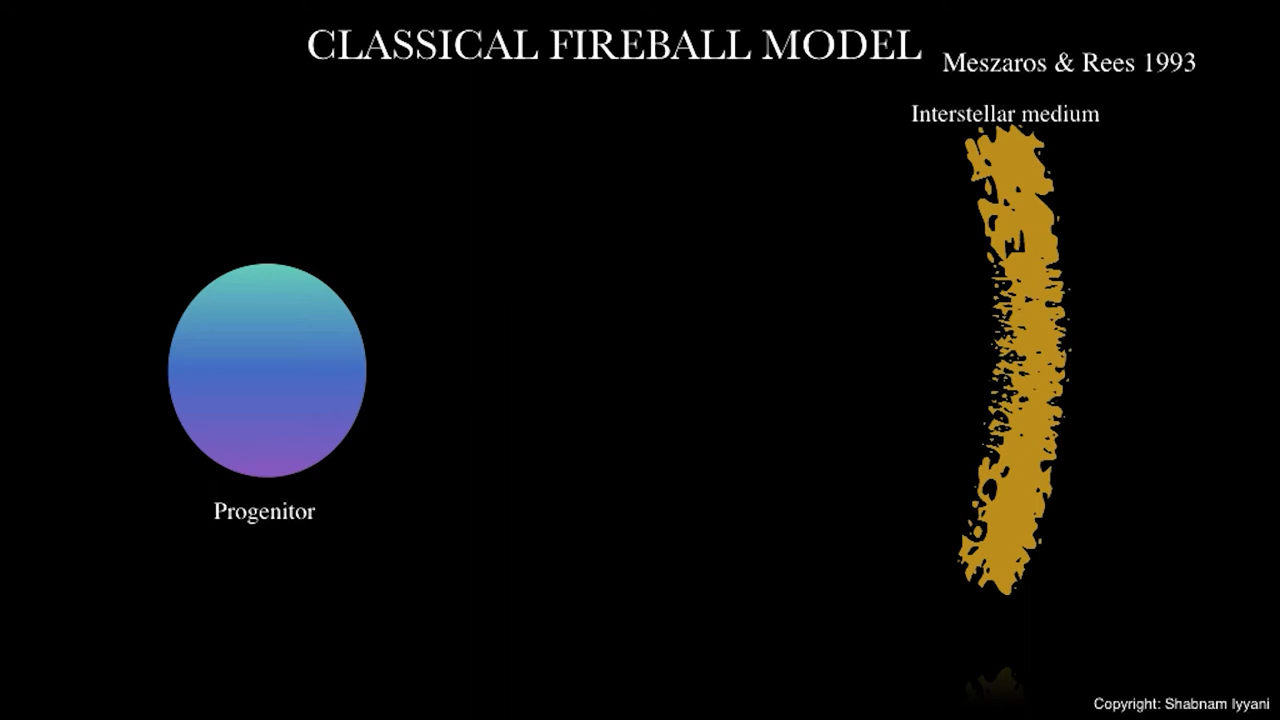 CLASSICAL FIREBALL MODEL
Meszaros & Rees 1993
Interstellar medium
Progenitor
Copyright: Shabnam Iyyani